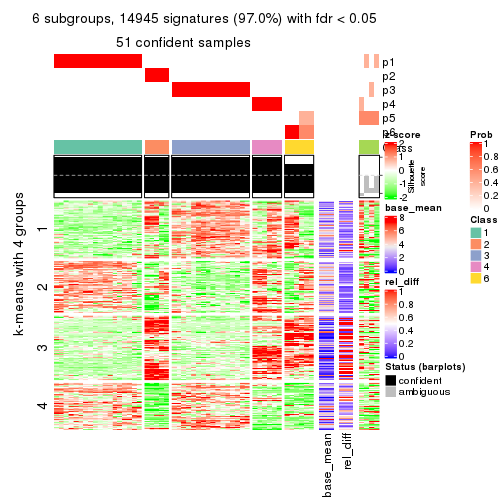 6 subgroups, 14945 signatures (97.0%) with fdr < 0.05
51 confident samples
p1
p2
p3
p4
p5
p6
Class
Silhouette
score
k-means with 4 groups
1
2
3
4
base_mean
rel_diff
z-score
2
1
0
-1
-2
base_mean
8
6
4
2
0
rel_diff
1
0.8
0.6
0.4
0.2
0
Status (barplots)
confident
ambiguous
Prob
1
0.8
0.6
0.4
0.2
0
Class
1
2
3
4
6